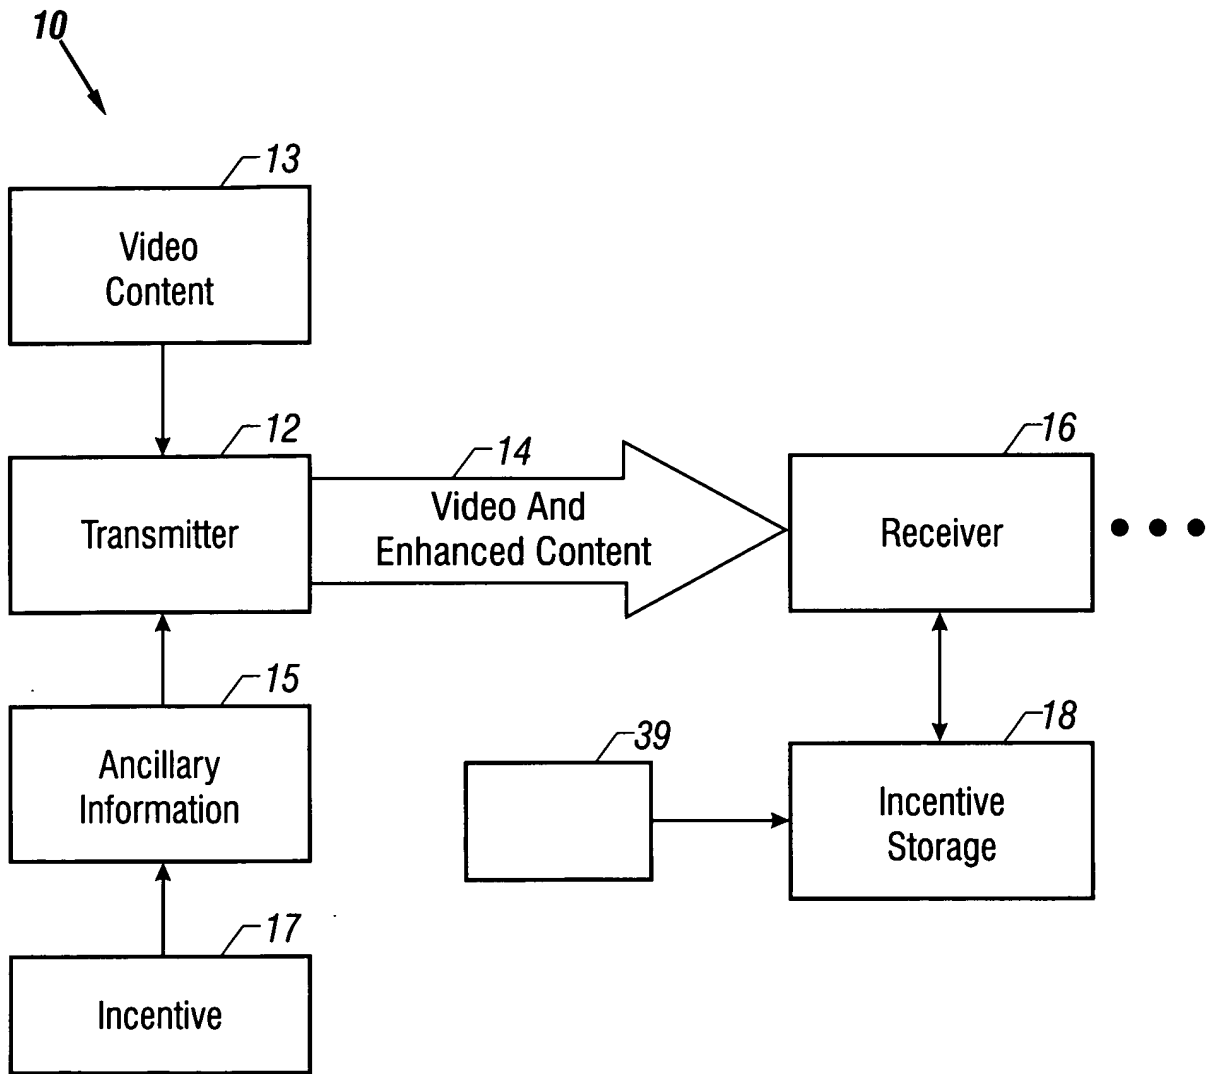 10
13
Video
Content
12
Transmitter
14
Video And
Enhanced Content
16
Receiver
15
Ancillary
Information
39
18
Incentive
Storage
17
Incentive